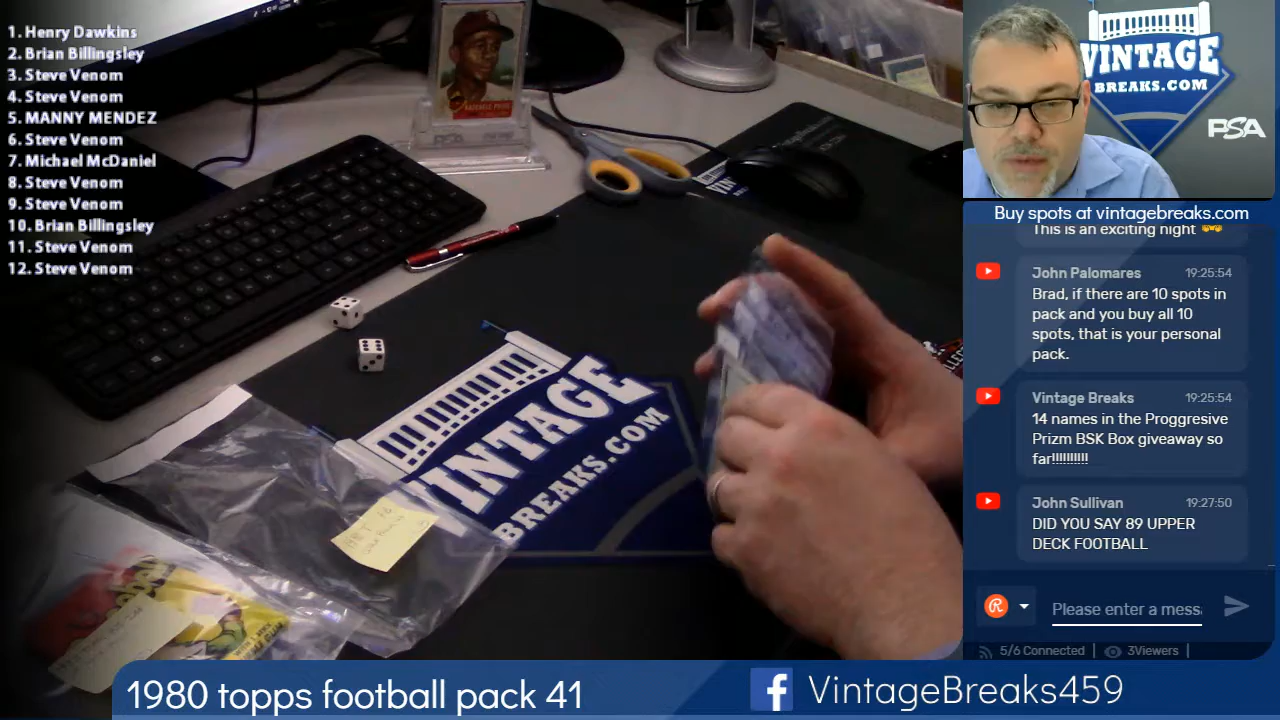 1. Henry Dawkins
2. Brian Billingsley
3. Steve Venom
4. Steve Venom
5. MANNY MENDEZ
6. Steve Venom
7. Michael McDaniel
8. Steve Venom
9. Steve Venom
10. Brian Billingsley
11. Steve Venom
12. Steve Venom
PSA
VINTAGE
BREAKS.COM
VINTAGE
BREAKS.COM
PSA
Buy spots at vintagebreaks.com
This is an exciting night
John Palomares 19:25:54
Brad, if there are 10 spots in
pack and you buy all 10
spots, that is your personal
pack.
Vintage Breaks 19:25:54
14 names in the Proggresive
Prizm BSK Box giveaway so
far!!!!!!!!!!
John Sullivan 19:27:50
DID YOU SAY 89 UPPER
DECK FOOTBALL
Please enter a messa
5/6 Connected | 3Viewers |
1980 topps football pack 41
f VintageBreaks459